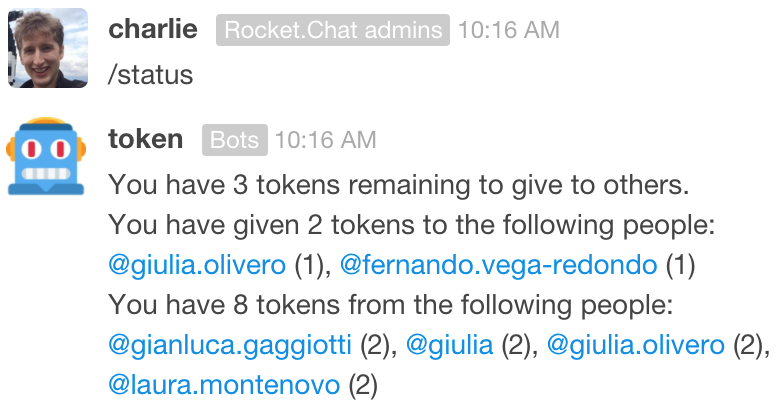 charlie Rocket.Chat admins 10:16 AM
/status
token Bots 10:16 AM
You have 3 tokens remaining to give to others.
You have given 2 tokens to the following people:
@giulia.olivero (1), @fernando.vega-redondo (1)
You have 8 tokens from the following people:
@gianluca.gaggiotti (2), @giulia (2), @giulia.olivero (2),
@laura.montenovo (2)